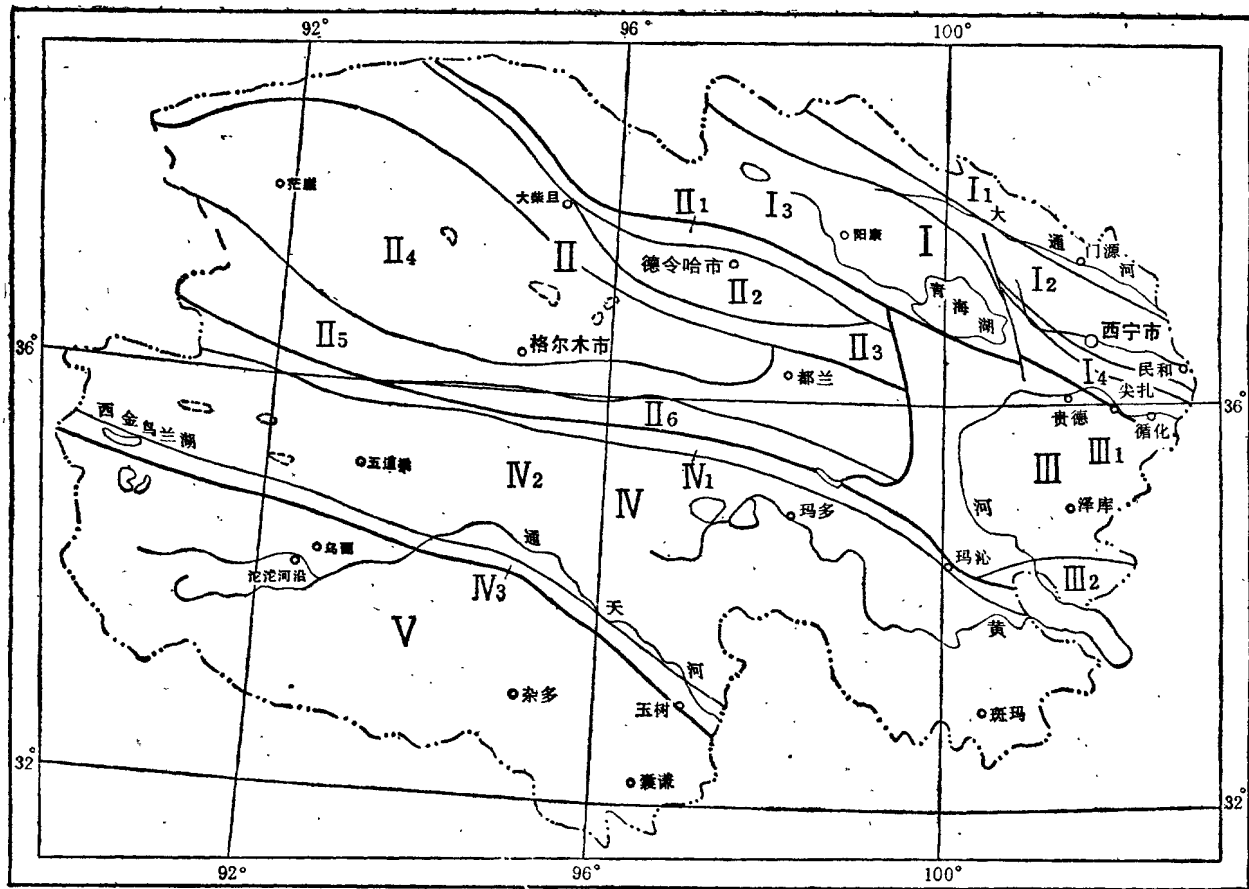 92°
96°
100°
茫崖
大柴旦
II₁
I₃
I₁
大
II₄
II
阳康
I
通
门源
河
德令哈市
II₂
青
海
湖
I₂
36°
II₅
格尔木市
II₃
西宁市
都兰
I₄
民和
尖扎
36°
贵德
循化
西金乌兰湖
II₆
III
III₁
五道梁
IV₂
IV₁
IV
玛多
河
泽库
通
玛沁
III₂
沱沱河沿
IV₃
天
V
黄
河
杂多
玉树
斑玛
32°
囊谦
32°
92°
96°
100°